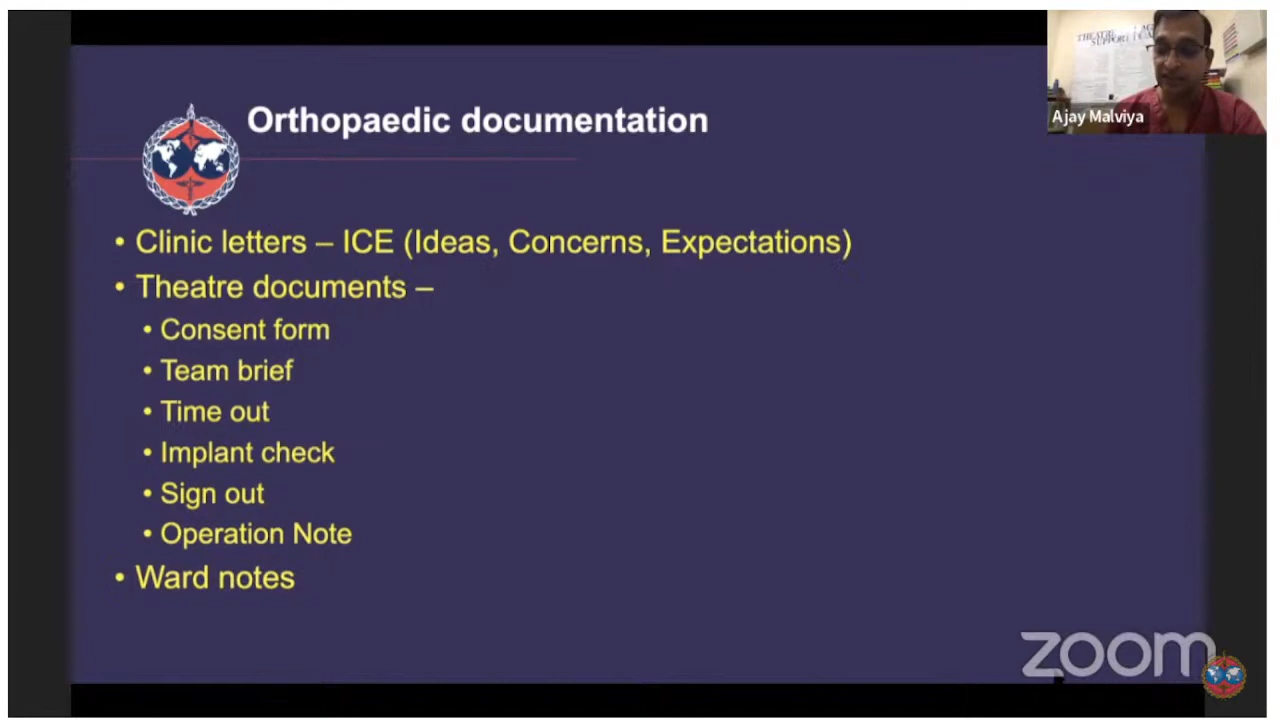 Orthopaedic documentation
Ajay Malviya
• Clinic letters – ICE (Ideas, Concerns, Expectations)
• Theatre documents –
• Consent form
• Team brief
• Time out
• Implant check
• Sign out
• Operation Note
• Ward notes
zoom